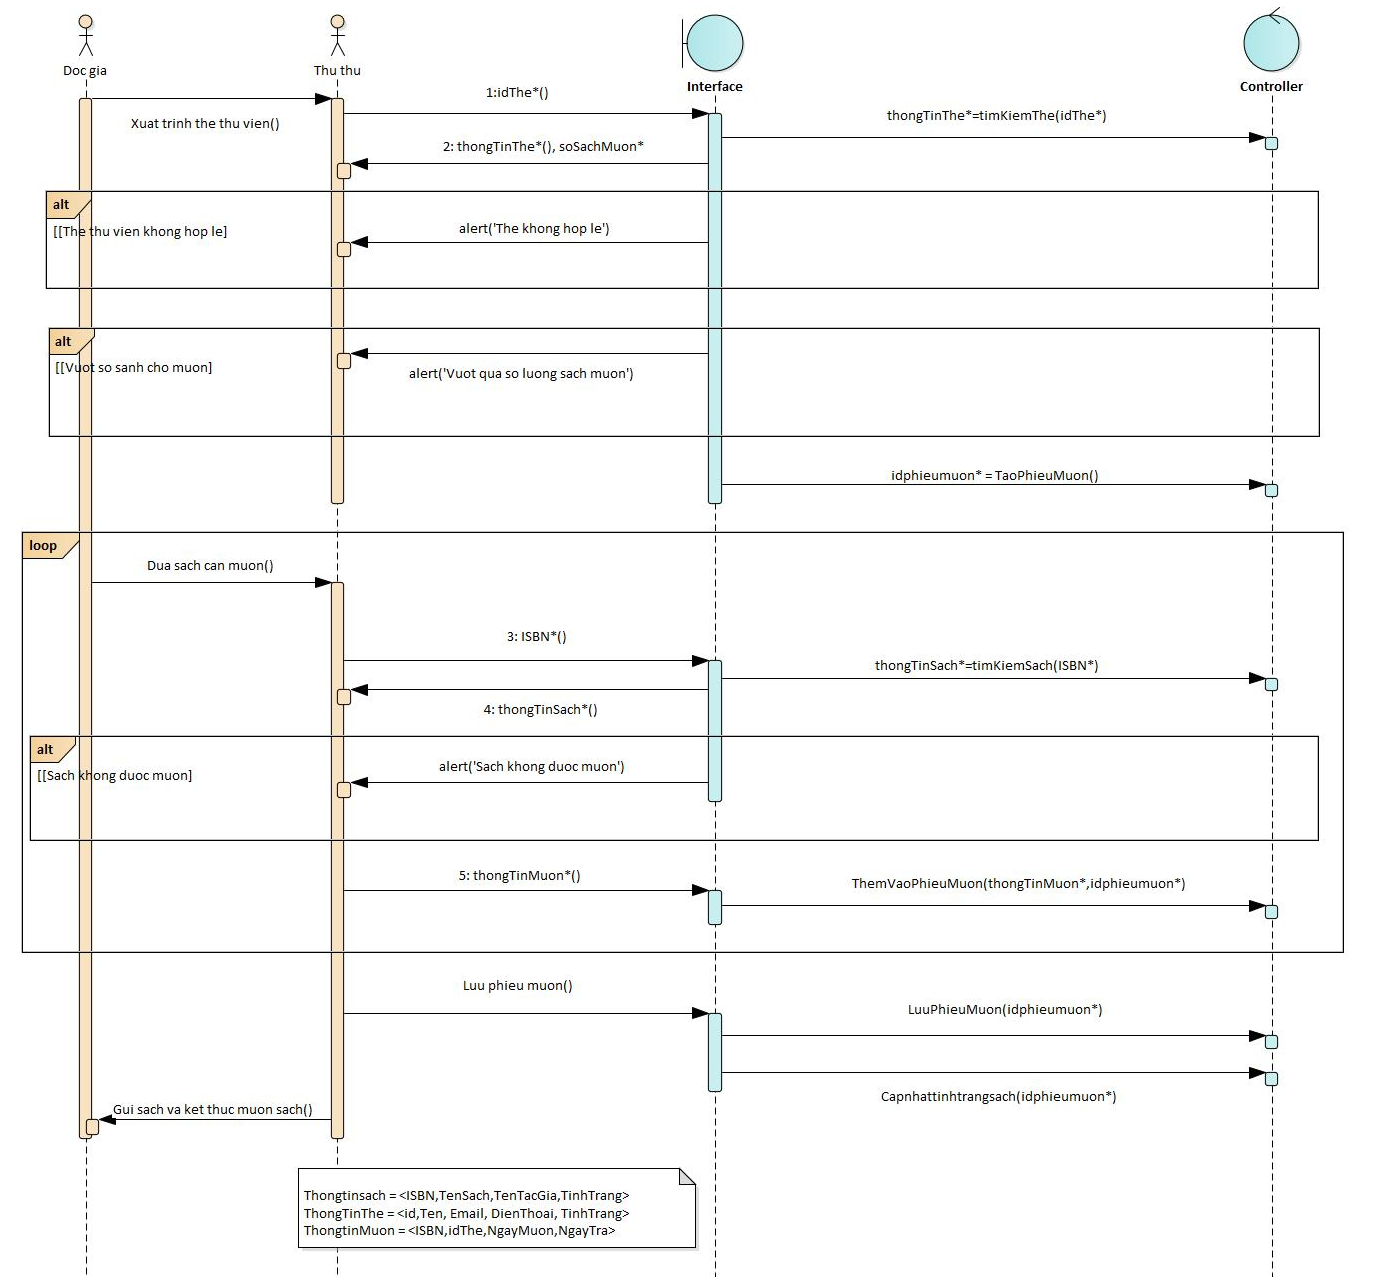 Doc gia
Thu thu
Interface
Controller
1:idThe*()
Xuat trinh the thu vien()
thongTinThe*=timKiemThe(idThe*)
2: thongTinThe*(), soSachMuon*
alt
[[The thu vien khong hop le]
alert('The khong hop le')
alt
[[Vuot so sanh cho muon]
alert('Vuot qua so luong sach muon')
idphieumuon* = TaoPhieuMuon()
loop
Dua sach can muon()
3: ISBN*()
thongTinSach*=timKiemSach(ISBN*)
4: thongTinSach*()
alt
[[Sach khong duoc muon]
alert('Sach khong duoc muon')
5: thongTinMuon*()
ThemVaoPhieuMuon(thongTinMuon*,idphieumuon*)
Luu phieu muon()
LuuPhieuMuon(idphieumuon*)
Capnhattinhtrangsach(idphieumuon*)
Gui sach va ket thuc muon sach()
Thongtinsach = <ISBN,TenSach,TenTacGia,TinhTrang>
ThongTinThe = <id,Ten, Email, DienThoai, TinhTrang>
ThongtinMuon = <ISBN,idThe,NgayMuon,NgayTra>